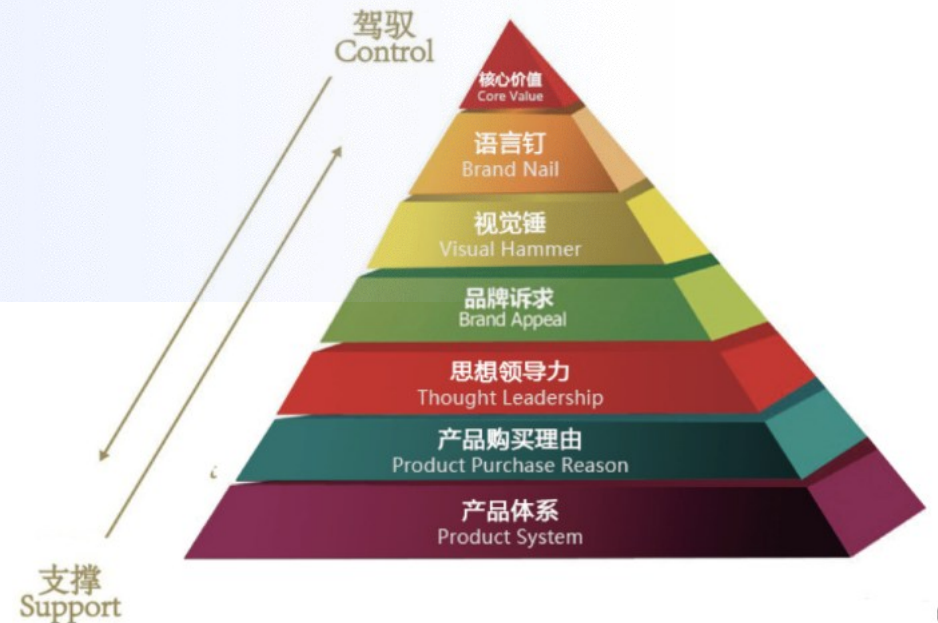 驾驭
Control
核心价值
Core Value
语言钉
Brand Nail
视觉锤
Visual Hammer
品牌诉求
Brand Appeal
思想领导力
Thought Leadership
产品购买理由
Product Purchase Reason
产品体系
Product System
支撑
Support